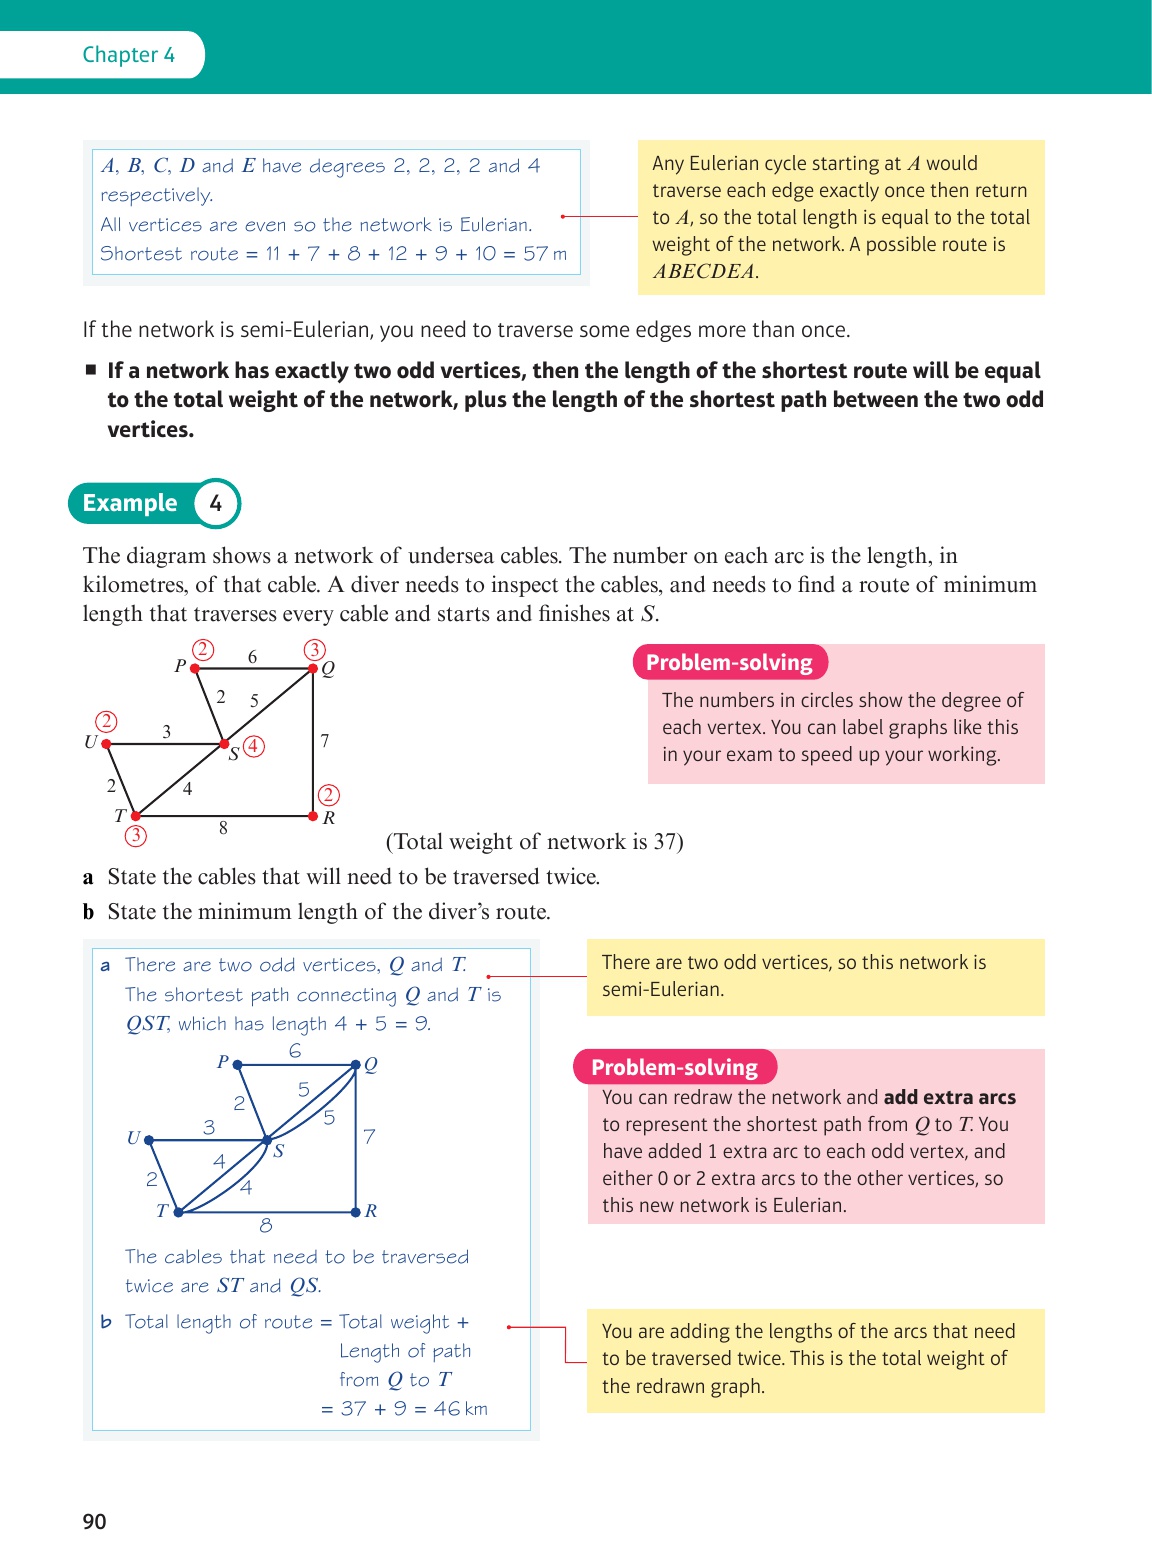 Chapter 4
A, B, C, D and E have degrees 2, 2, 2, 2 and 4
respectively.
All vertices are even so the network is Eulerian.
Shortest route = 11 + 7 + 8 + 12 + 9 + 10 = 57 m
Any Eulerian cycle starting at A would
traverse each edge exactly once then return
to A, so the total length is equal to the total
weight of the network. A possible route is
ABECDEA.
If the network is semi-Eulerian, you need to traverse some edges more than once.
■ If a network has exactly two odd vertices, then the length of the shortest route will be equal
to the total weight of the network, plus the length of the shortest path between the two odd
vertices.
Example 4
The diagram shows a network of undersea cables. The number on each arc is the length, in
kilometres, of that cable. A diver needs to inspect the cables, and needs to find a route of minimum
length that traverses every cable and starts and finishes at S.
2
3
P
6
Q
2
5
2
U
3
S
4
7
2
4
2
T
R
3
8
Problem-solving
The numbers in circles show the degree of
each vertex. You can label graphs like this
in your exam to speed up your working.
(Total weight of network is 37)
a State the cables that will need to be traversed twice.
b State the minimum length of the diver's route.
a There are two odd vertices, Q and T.
The shortest path connecting Q and T is
QST, which has length 4 + 5 = 9.
P
6
Q
2
5
5
U
3
S
7
4
2
4
T
R
8
The cables that need to be traversed
twice are ST and QS.
b Total length of route = Total weight +
Length of path
from Q to T
= 37 + 9 = 46 km
There are two odd vertices, so this network is
semi-Eulerian.
Problem-solving
You can redraw the network and add extra arcs
to represent the shortest path from Q to T. You
have added 1 extra arc to each odd vertex, and
either 0 or 2 extra arcs to the other vertices, so
this new network is Eulerian.
You are adding the lengths of the arcs that need
to be traversed twice. This is the total weight of
the redrawn graph.
90